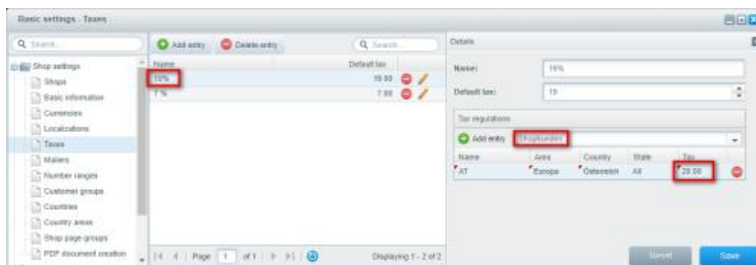 Basic settings - Taxes
Search...
Shop settings
Shops
Basic information
Currencies
Localizations
Taxes
Mailers
Number ranges
Customer groups
Countries
Country areas
Shop page groups
PDF document creation
Add entry
Delete entry
Search...
Name
Default tax
19%
19.00
7 %
7.00
Page 1 of 1
Displaying 1 - 2 of 2
Details
Name:
19%
Default tax:
19
Tax regulations
Add entry
Shopkunden
Name
Area
Country
State
Tax
AT
Europa
Österreich
All
20.00
Reset
Save